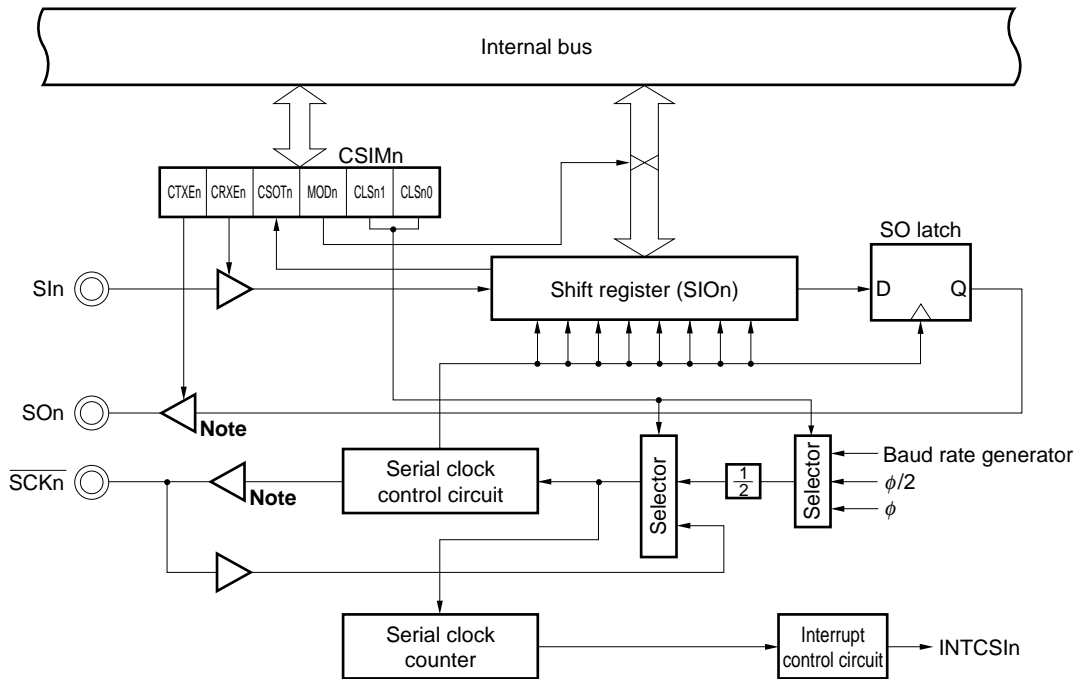 Internal bus
CSIMn
CTXEn CRXEn CSOTn MODn CLSn1 CLSn0
SO latch
SIn
Shift register (SIOn)
D Q
SOn
Note
SCKn
Note
Serial clock
control circuit
Selector
1
2
Selector
Baud rate generator
ϕ/2
ϕ
Serial clock
counter
Interrupt
control circuit
INTCSIn